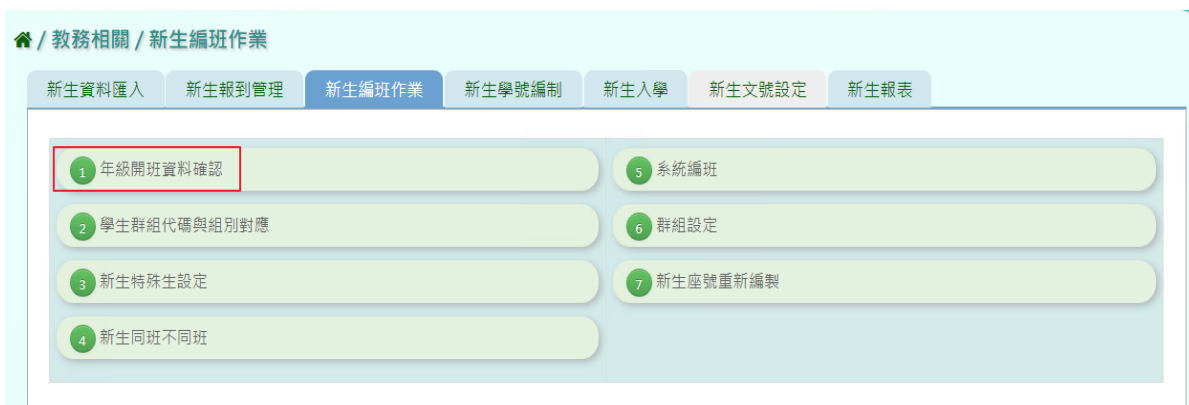 / 教務相關 / 新生編班作業
新生資料匯入 新生報到管理 新生編班作業 新生學號編制 新生入學 新生文號設定 新生報表
1 年級開班資料確認
2 學生群組代碼與組別對應
3 新生特殊生設定
4 新生同班不同班
5 系統編班
6 群組設定
7 新生座號重新編製